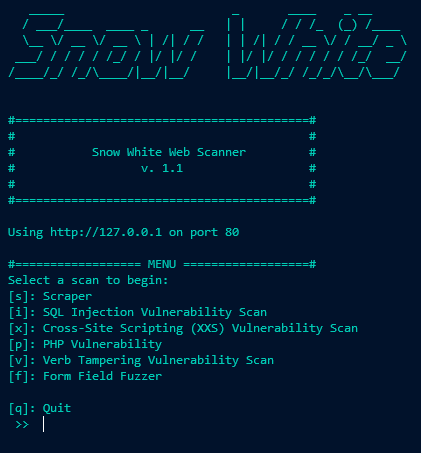 Snow White
#======================================#
# #
# Snow White Web Scanner #
# v. 1.1 #
# #
#======================================#
Using http://127.0.0.1 on port 80
#================= MENU ==================#
Select a scan to begin:
[s]: Scraper
[i]: SQL Injection Vulnerability Scan
[x]: Cross-Site Scripting (XXS) Vulnerability Scan
[p]: PHP Vulnerability
[v]: Verb Tampering Vulnerability Scan
[f]: Form Field Fuzzer
[q]: Quit
>>